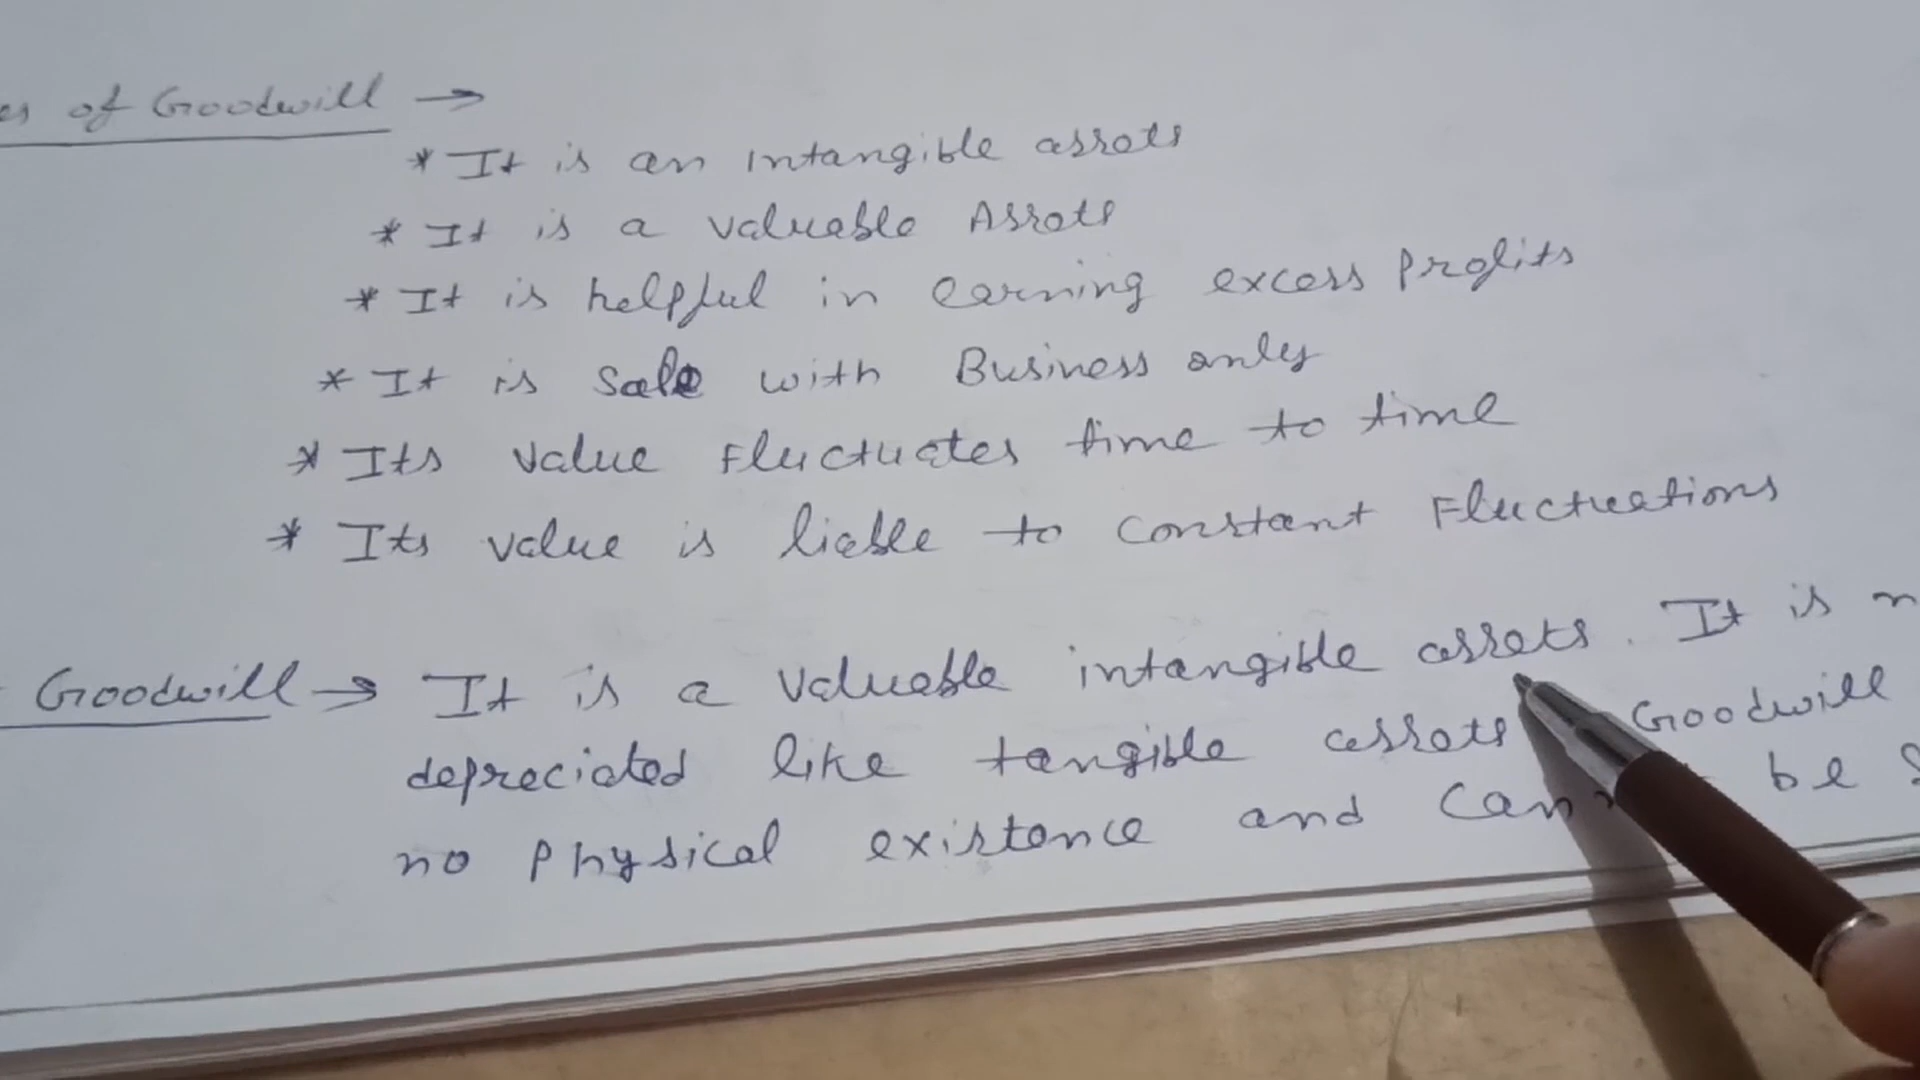 of Goodwill →
* It is an intangible assets
* It is a valuable Assets
* It is helpful in earning excess Profits
* It is Sale with Business only
* Its value Fluctuates time to time
* Its value is liable to constant Fluctuations
Goodwill → It is a valuable intangible assets. It is
depreciated like tangible assets Goodwill
no physical existence and be